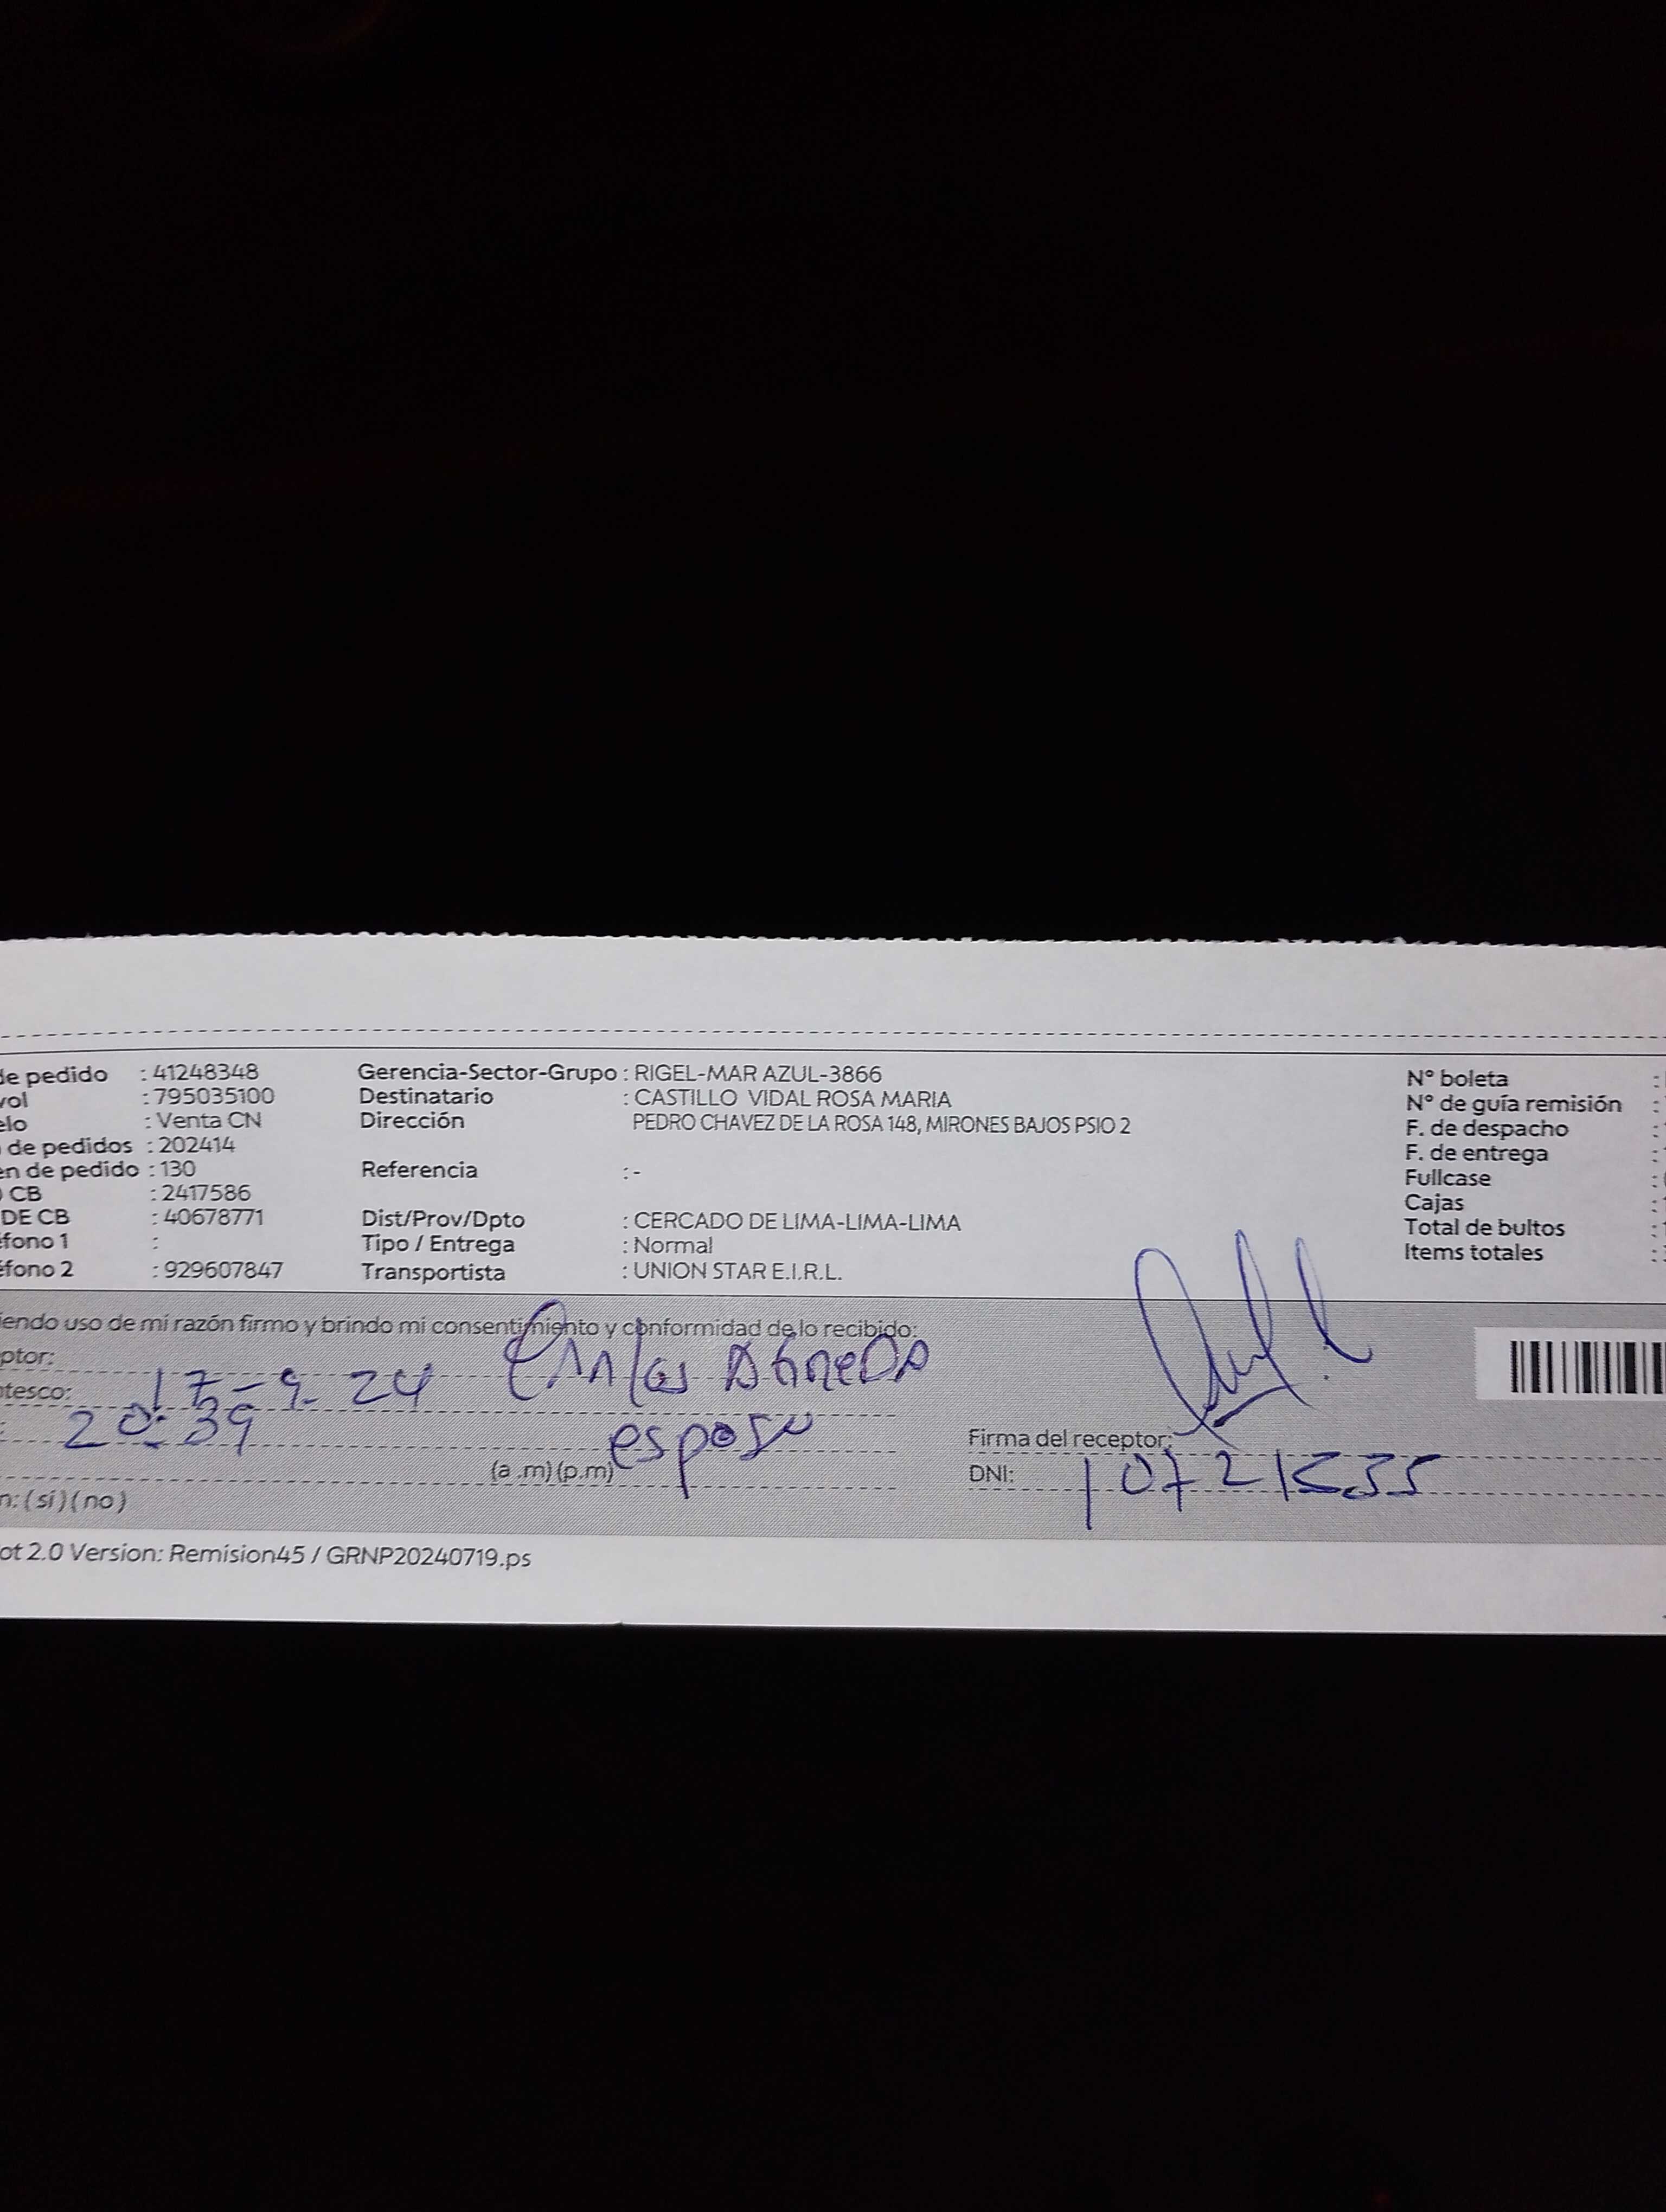 de pedido : 41248348 Gerencia-Sector-Grupo : RIGEL-MAR AZUL-3866 N° boleta :
vol : 795035100 Destinatario : CASTILLO VIDAL ROSA MARIA N° de guía remisión :
elo : Venta CN Dirección PEDRO CHAVEZ DE LA ROSA 148, MIRONES BAJOS PSIO 2 F. de despacho :
de pedidos : 202414 F. de entrega :
en de pedido : 130 Referencia : - Fullcase :
CB : 2417586 Cajas :
DE CB : 40678771 Dist/Prov/Dpto : CERCADO DE LIMA-LIMA-LIMA Total de bultos :
éfono 1 : Tipo / Entrega : Normal Items totales :
éfono 2 : 929607847 Transportista : UNION STAR E.I.R.L.
iendo uso de mi razón firmo y brindo mi consentimiento y conformidad de lo recibido:
ptor: Carlos
ntesco: 17-9-24
20:39 esposo
Firma del receptor:
(a.m)(p.m) DNI:
n: (sí) (no)
ot 2.0 Version: Remision45 / GRNP20240719.ps